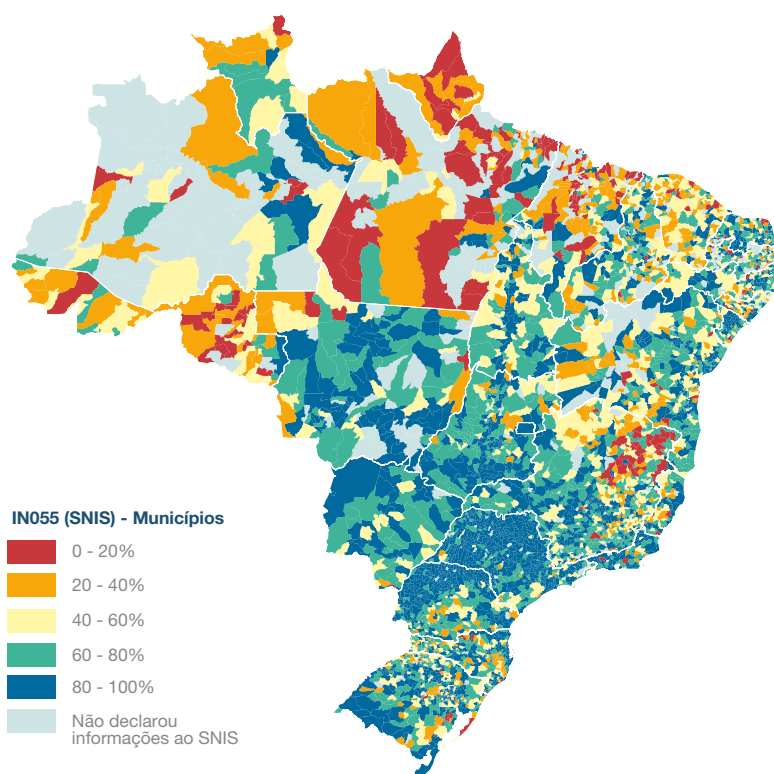 IN055 (SNIS) - Municípios
0 - 20%
20 - 40%
40 - 60%
60 - 80%
80 - 100%
Não declarou
informações ao SNIS